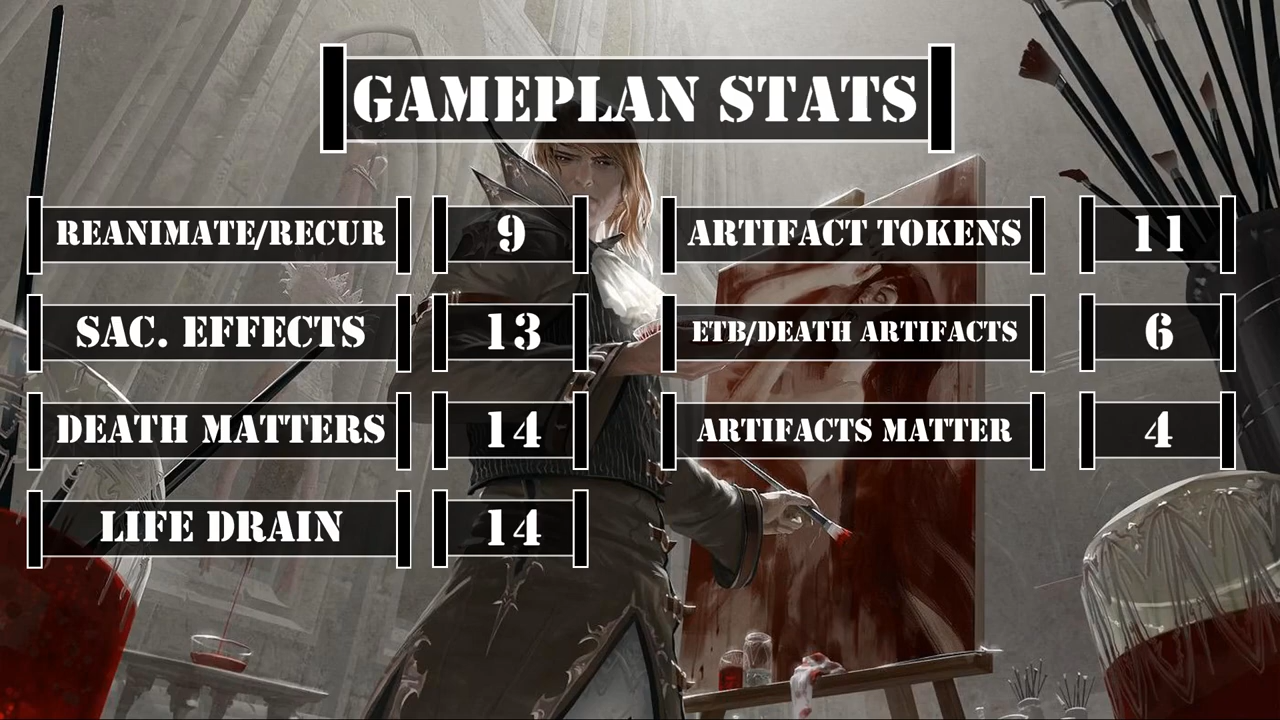 GAMEPLAN STATS
REANIMATE/RECUR 9
SAC. EFFECTS 13
DEATH MATTERS 14
LIFE DRAIN 14
ARTIFACT TOKENS 11
ETB/DEATH ARTIFACTS 6
ARTIFACTS MATTER 4